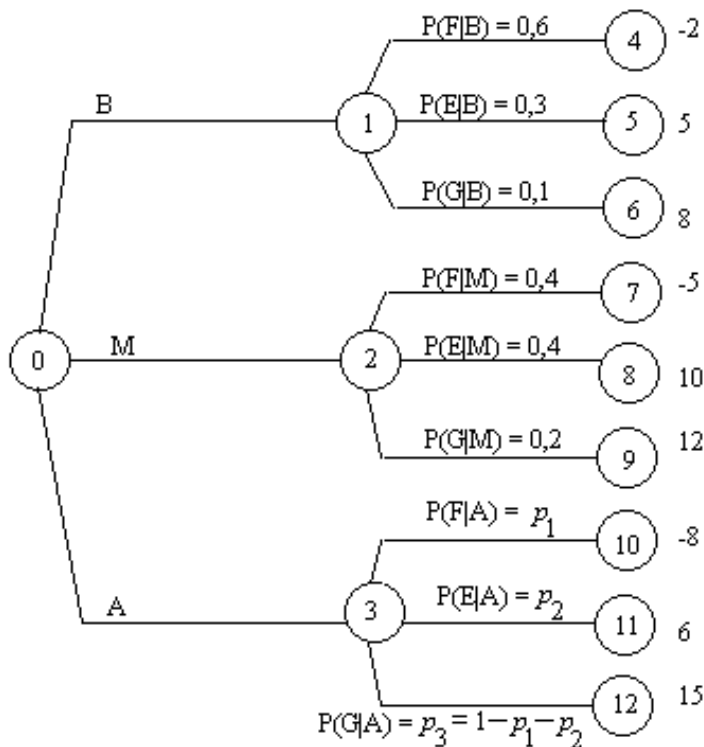 P(F|B) = 0,6 4 -2
B 1 P(E|B) = 0,3 5 5
P(G|B) = 0,1 6 8
P(F|M) = 0,4 7 -5
0 M 2 P(E|M) = 0,4 8 10
P(G|M) = 0,2 9 12
P(F|A) = p₁ 10 -8
A 3 P(E|A) = p₂ 11 6
P(G|A) = p₃ = 1 − p₁ − p₂ 12 15